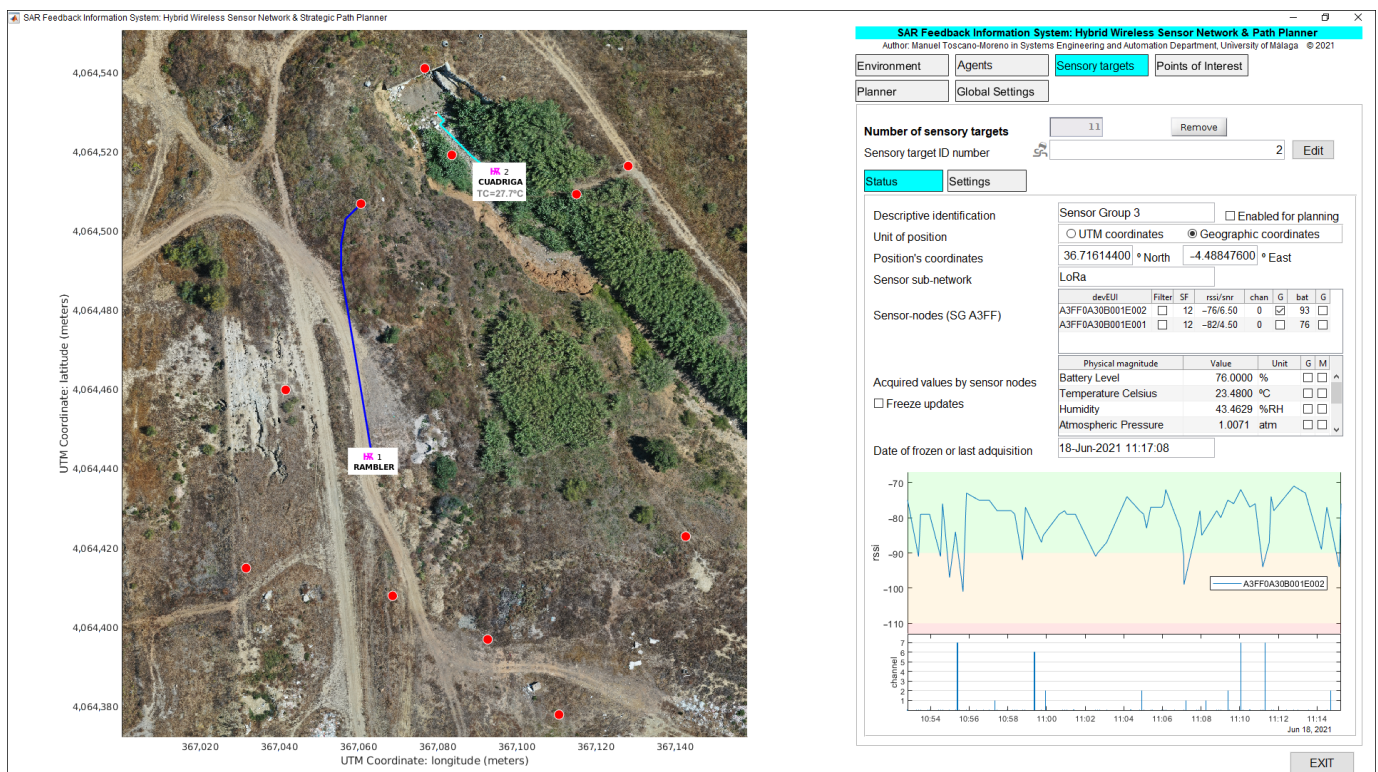 SAR Feedback Information System: Hybrid Wireless Sensor Network & Strategic Path Planner
4,064,540
4,064,520
4,064,500
4,064,480
4,064,460
4,064,440
4,064,420
4,064,400
4,064,380
UTM Coordinate: latitude (meters)
367,020 367,040 367,060 367,080 367,100 367,120 367,140
UTM Coordinate: longitude (meters)
2
CUADRIGA
TC=27.7ºC
1
RAMBLER
SAR Feedback Information System: Hybrid Wireless Sensor Network & Path Planner
Author: Manuel Toscano-Moreno in Systems Engineering and Automation Department, University of Málaga © 2021
Environment Agents Sensory targets Points of Interest
Planner Global Settings
Number of sensory targets 11 Remove
Sensory target ID number 2 Edit
Status Settings
Descriptive identification Sensor Group 3 Enabled for planning
Unit of position UTM coordinates Geographic coordinates
Position's coordinates 36.71614400 º North -4.48847600 º East
Sensor sub-network LoRa
Sensor-nodes (SG A3FF)
devEUI Filter SF rssi/snr chan G bat G
A3FF0A30B001E002 12 -76/6.50 0 93
A3FF0A30B001E001 12 -82/4.50 0 76
Acquired values by sensor nodes
Freeze updates
Physical magnitude Value Unit G M
Battery Level 76.0000 %
Temperature Celsius 23.4800 ºC
Humidity 43.4629 %RH
Atmospheric Pressure 1.0071 atm
Date of frozen or last adquisition 18-Jun-2021 11:17:08
-70
-80
-90
-100
-110
rssi
A3FF0A30B001E002
7
6
5
4
3
2
1
channel
10:54 10:56 10:58 11:00 11:02 11:04 11:06 11:08 11:10 11:12 11:14
Jun 18, 2021
EXIT